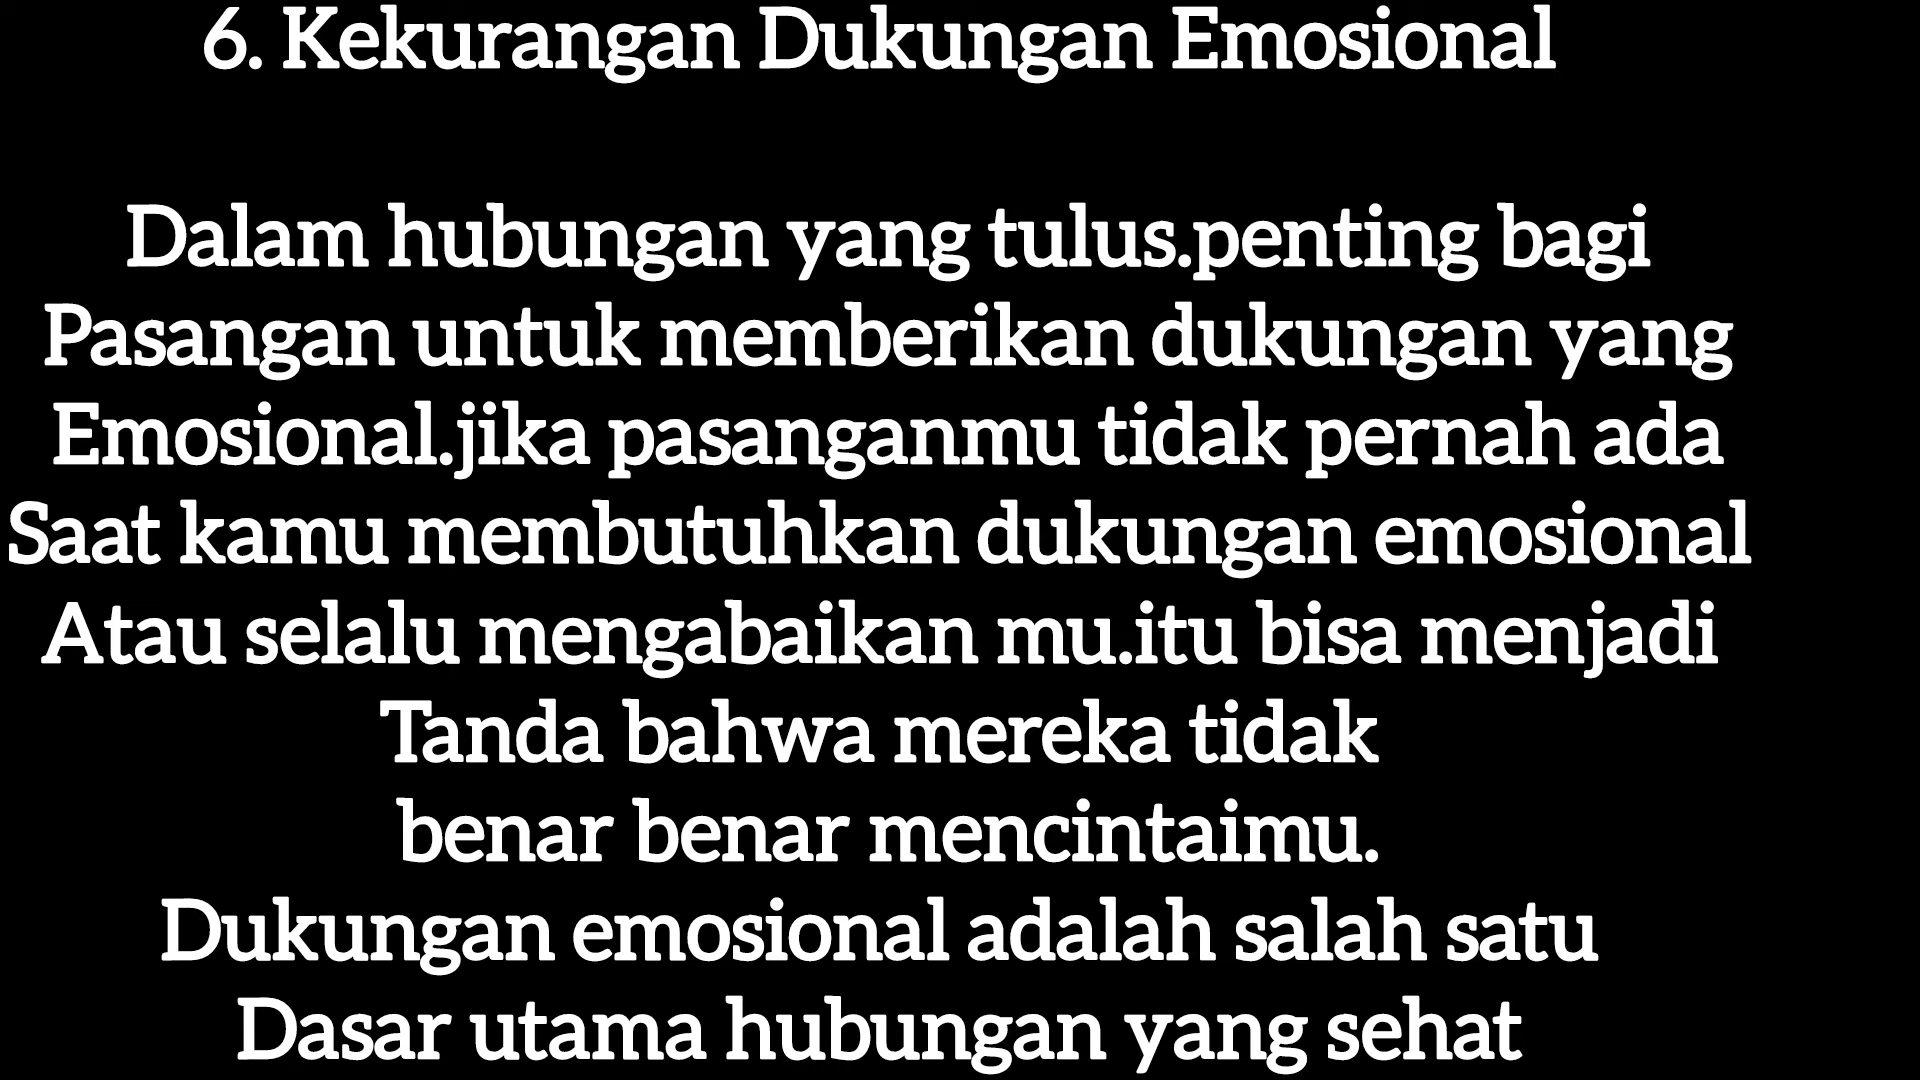 6. Kekurangan Dukungan Emosional
Dalam hubungan yang tulus.penting bagi
Pasangan untuk memberikan dukungan yang
Emosional.jika pasanganmu tidak pernah ada
Saat kamu membutuhkan dukungan emosional
Atau selalu mengabaikan mu.itu bisa menjadi
Tanda bahwa mereka tidak
benar benar mencintaimu.
Dukungan emosional adalah salah satu
Dasar utama hubungan yang sehat